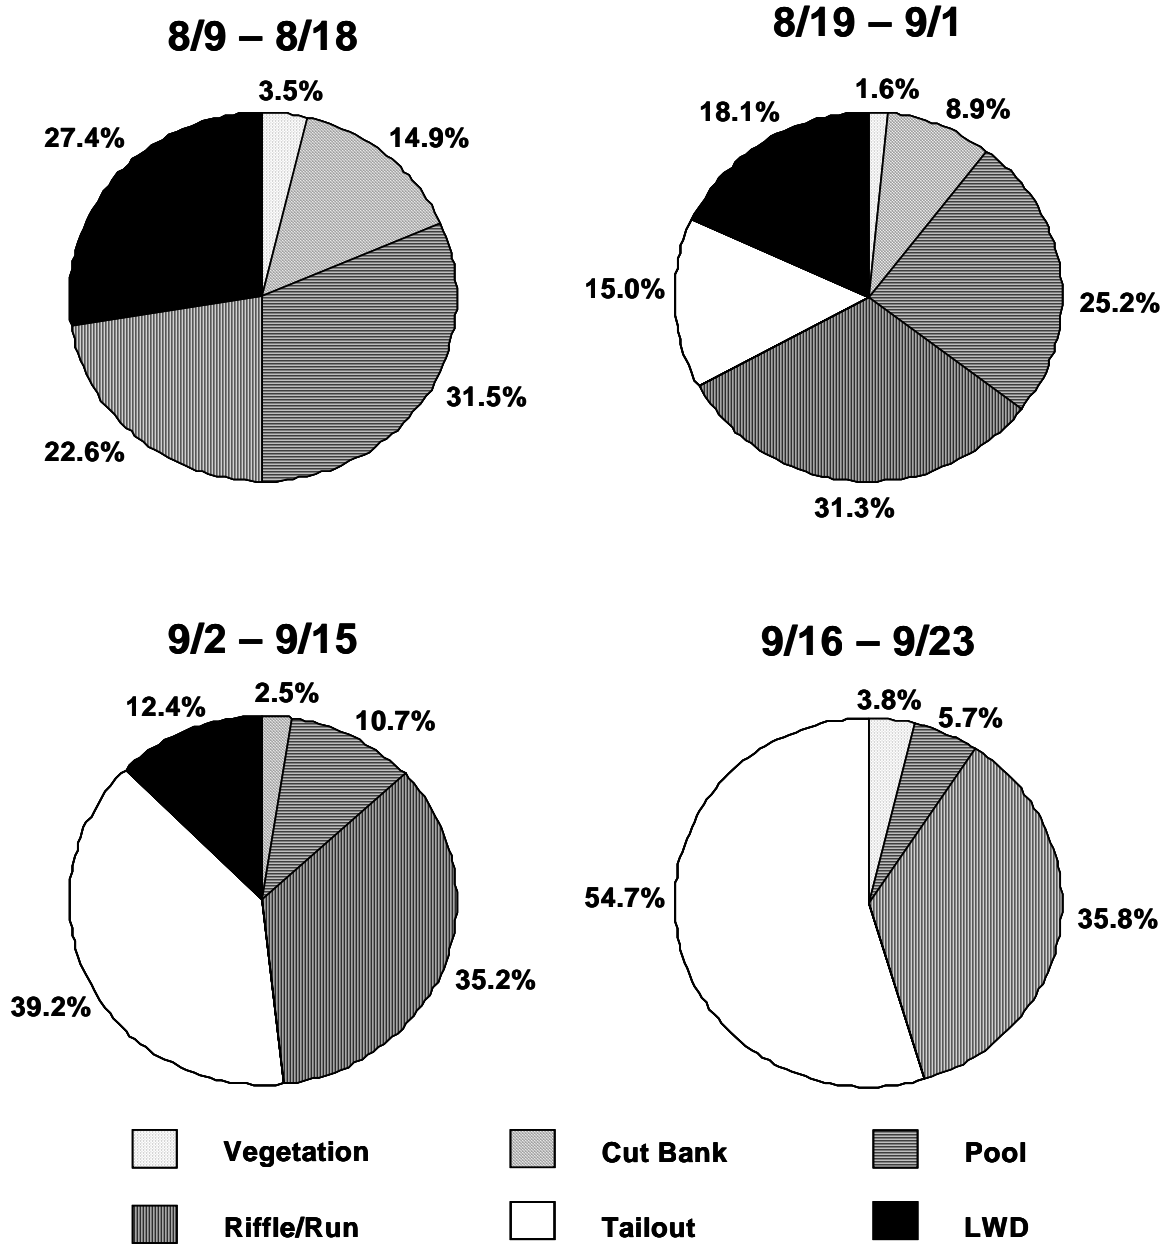 8/9 – 8/18
8/19 – 9/1
3.5%
14.9%
31.5%
22.6%
27.4%
1.6%
8.9%
25.2%
31.3%
15.0%
18.1%
9/2 – 9/15
9/16 – 9/23
2.5%
10.7%
35.2%
39.2%
12.4%
3.8%
5.7%
35.8%
54.7%
Vegetation
Cut Bank
Pool
Riffle/Run
Tailout
LWD